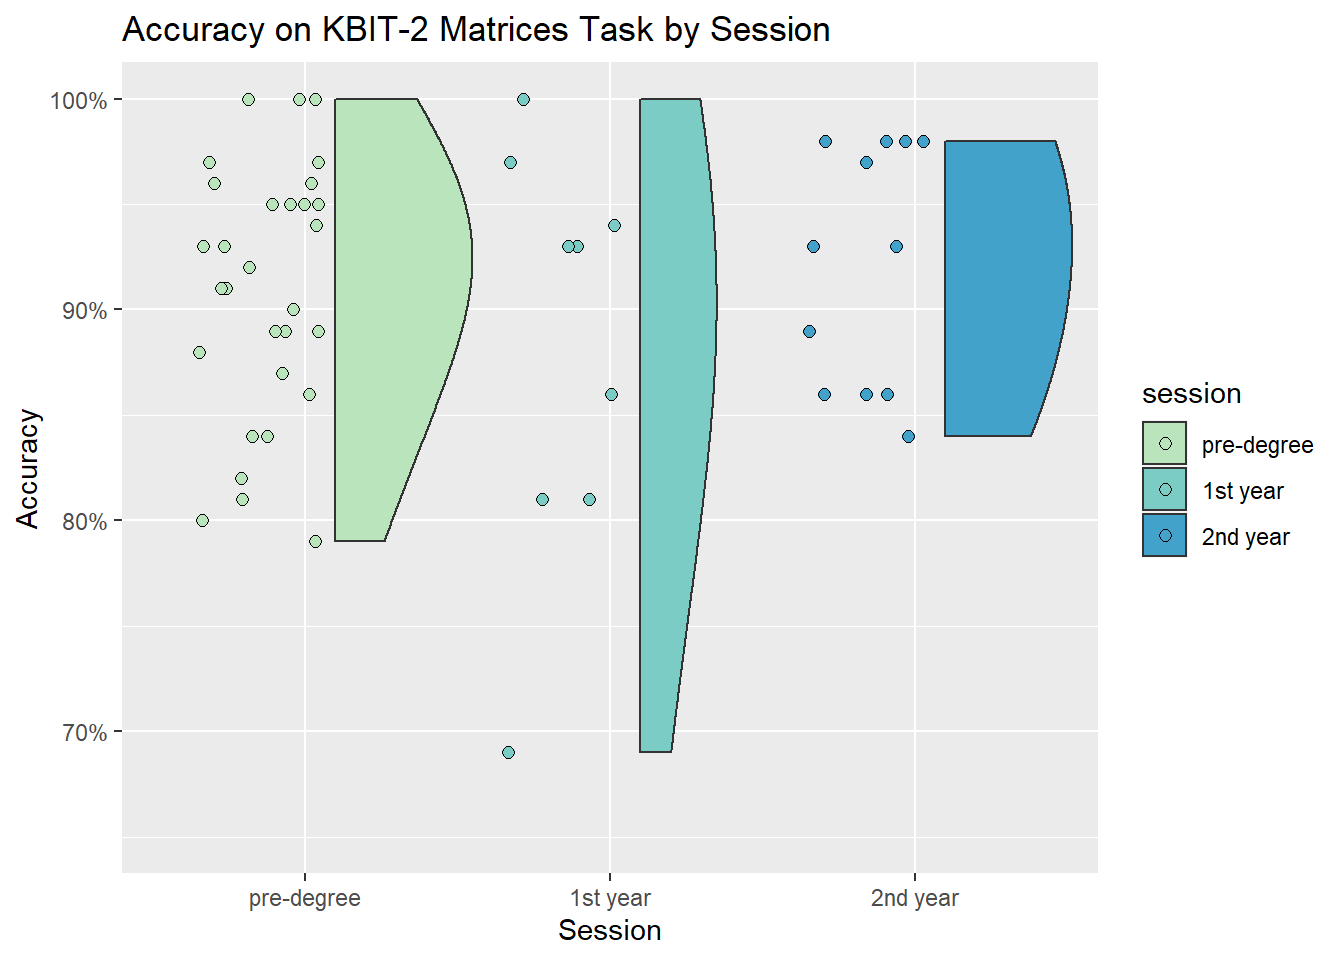 Accuracy on KBIT-2 Matrices Task by Session
100%
90%
80%
70%
Accuracy
pre-degree
1st year
2nd year
Session
session
pre-degree
1st year
2nd year